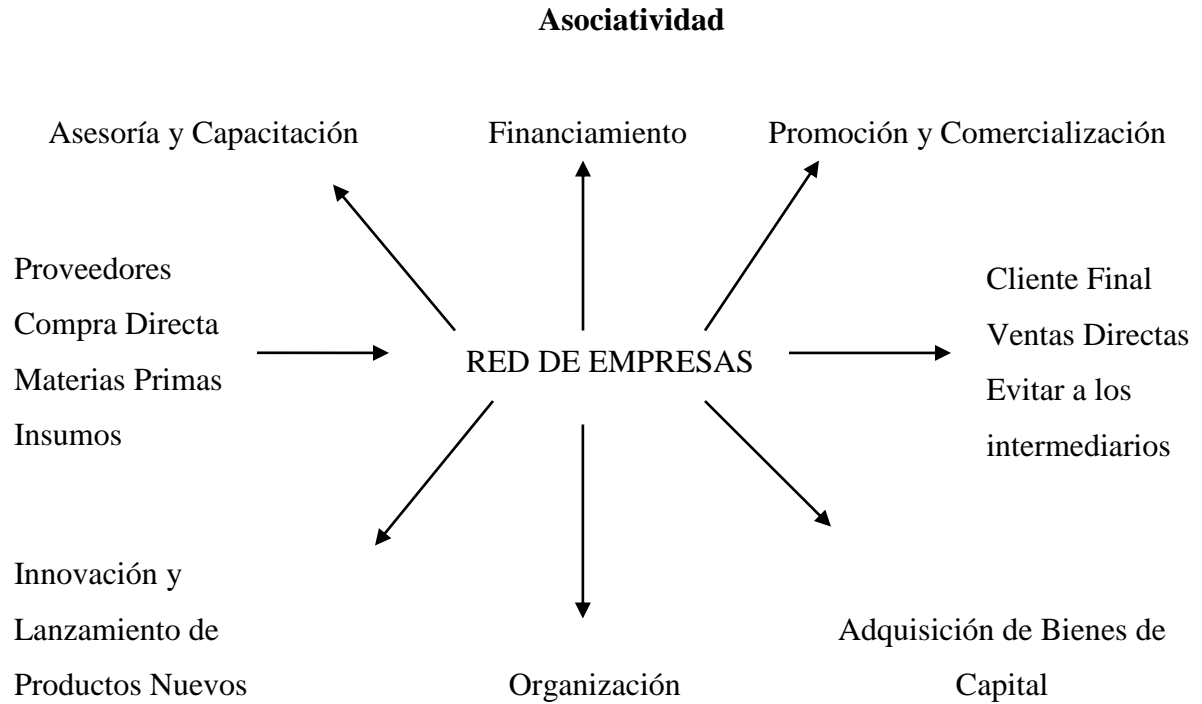 Asociatividad
Asesoría y Capacitación
Financiamiento
Promoción y Comercialización
Proveedores
Compra Directa
Materias Primas
Insumos
RED DE EMPRESAS
Cliente Final
Ventas Directas
Evitar a los
intermediarios
Innovación y
Lanzamiento de
Productos Nuevos
Organización
Adquisición de Bienes de
Capital